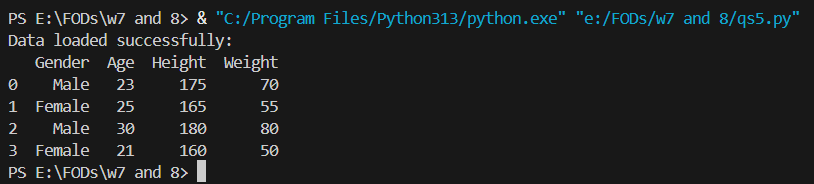 PS E:\FODs\w7 and 8> & "C:/Program Files/Python313/python.exe" "e:/FODs/w7 and 8/qs5.py"
Data loaded successfully:
   Gender  Age  Height  Weight
0    Male   23     175      70
1  Female   25     165      55
2    Male   30     180      80
3  Female   21     160      50
PS E:\FODs\w7 and 8>